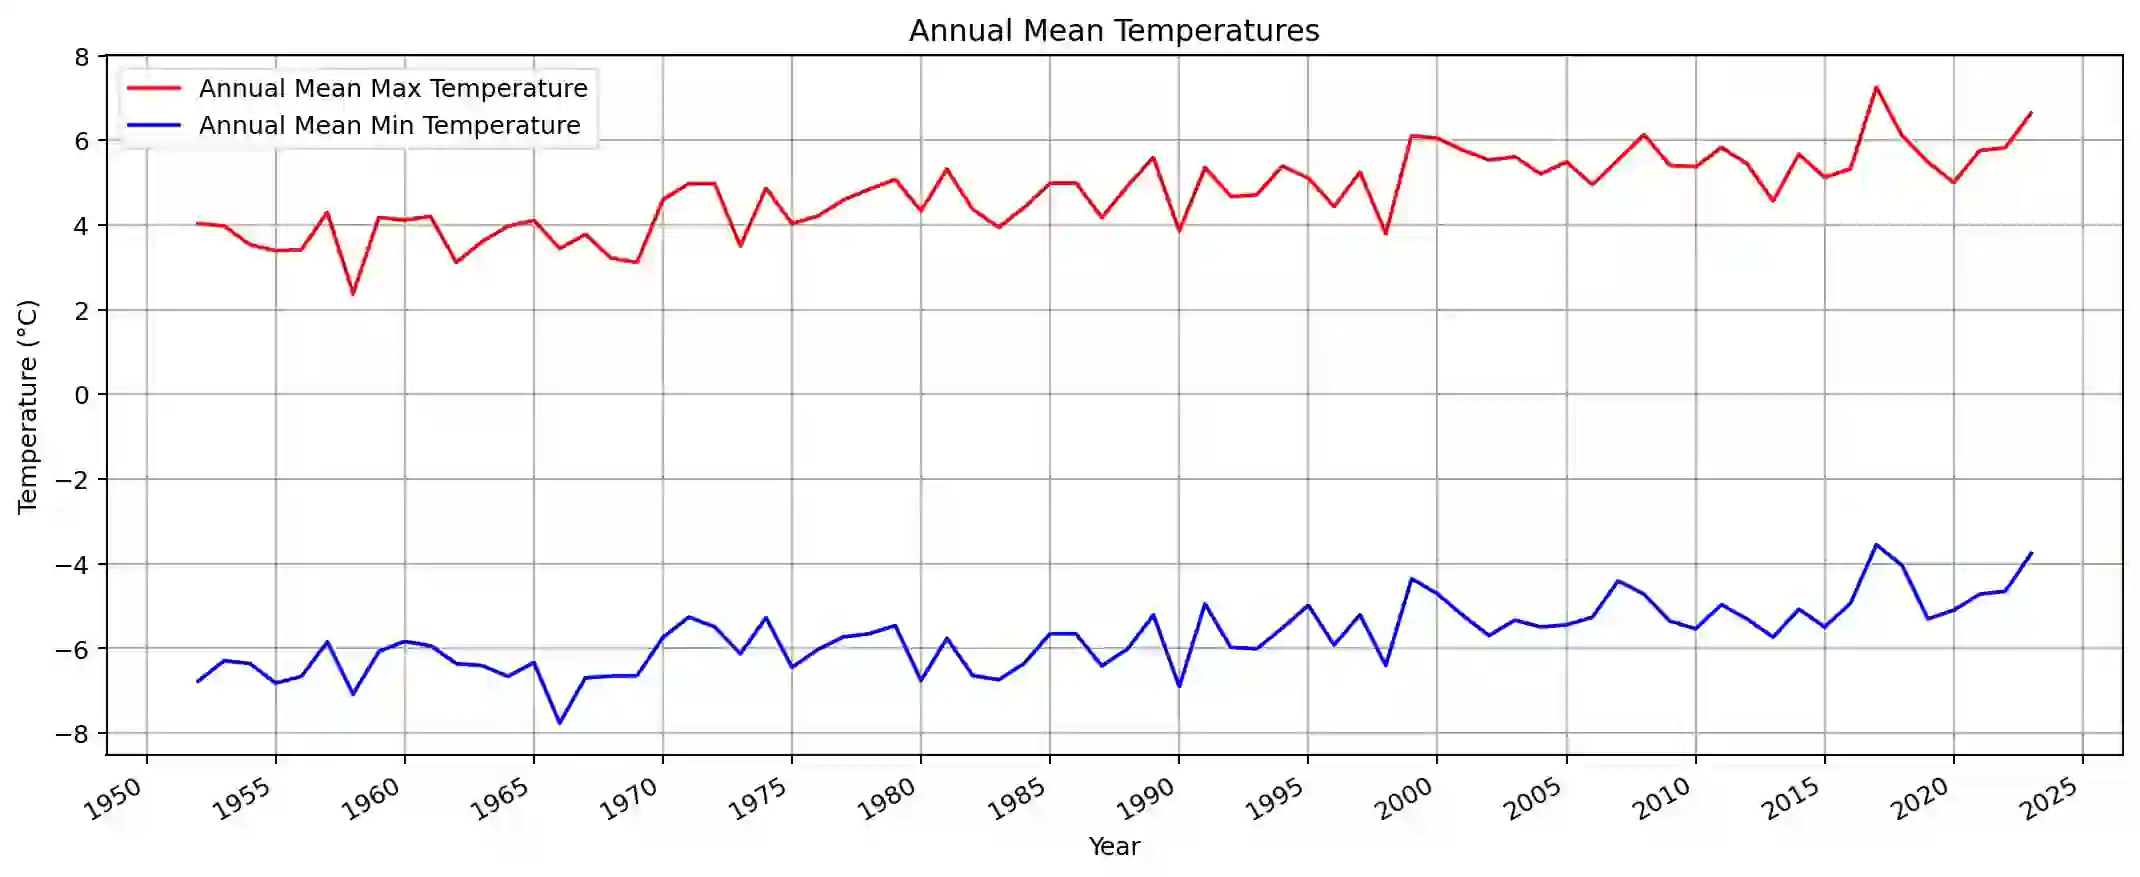 Annual Mean Temperatures
Annual Mean Max Temperature
Annual Mean Min Temperature
Temperature (°C)
8
6
4
2
0
−2
−4
−6
−8
1950 1955 1960 1965 1970 1975 1980 1985 1990 1995 2000 2005 2010 2015 2020 2025
Year